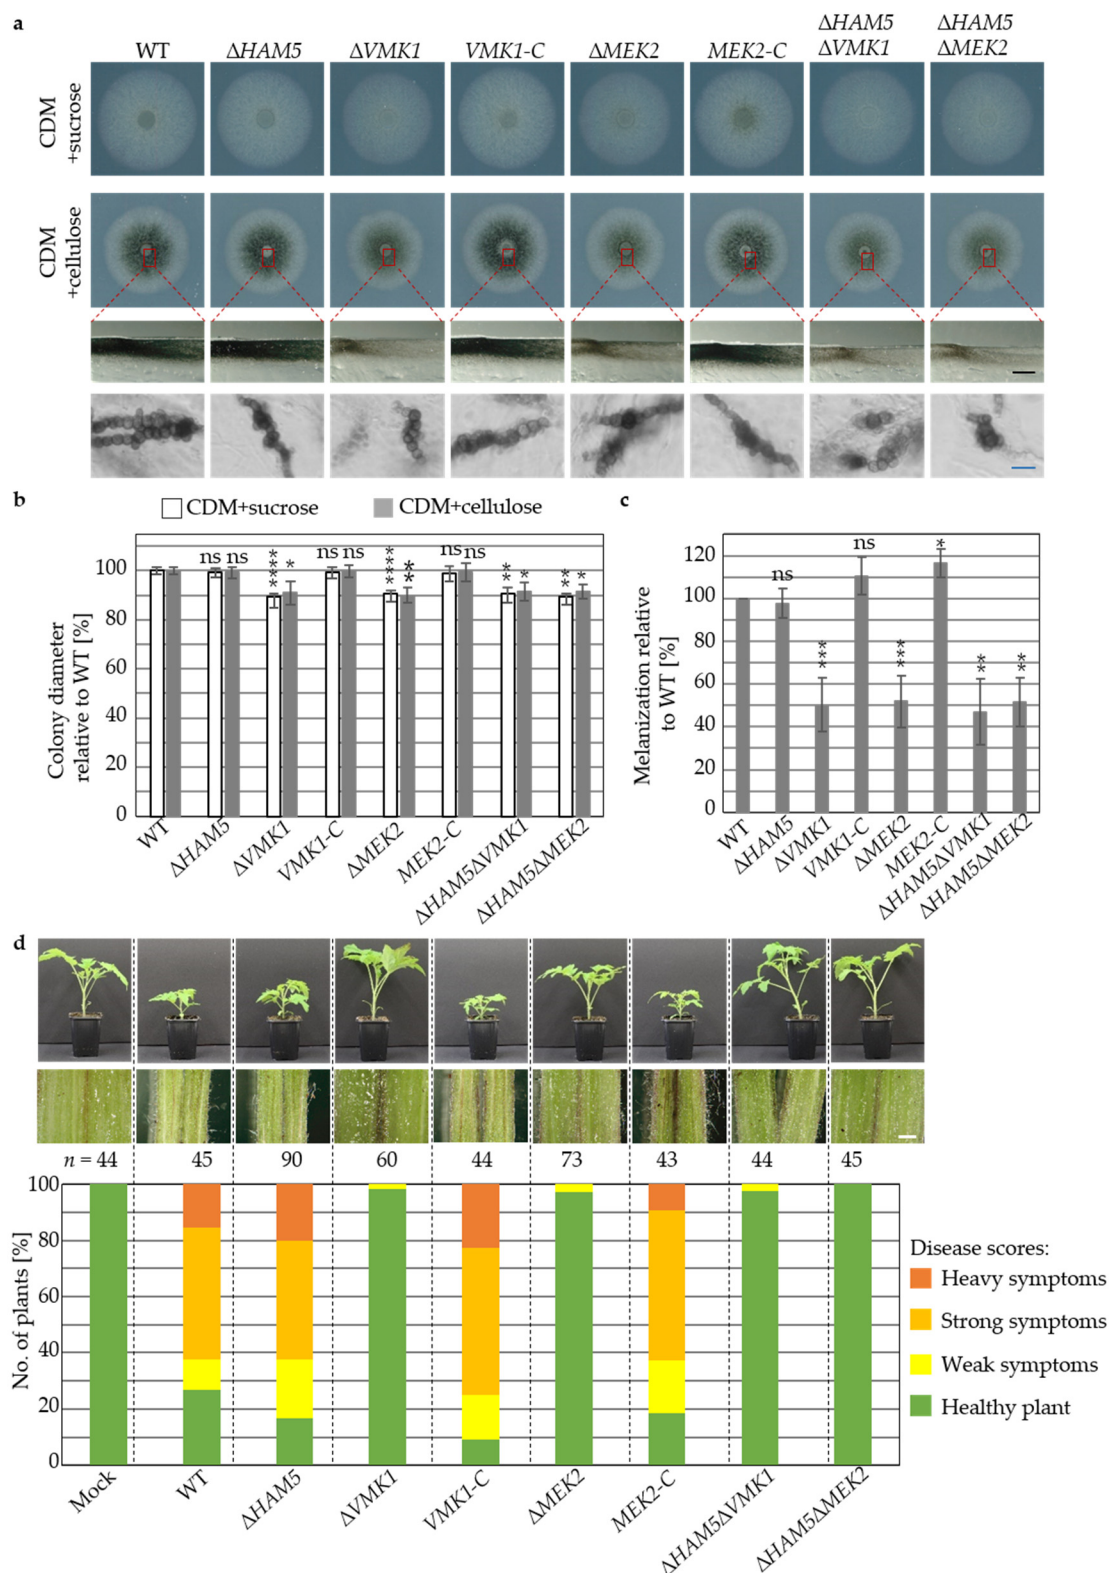 a
WT
ΔHAM5
ΔVMK1
VMK1-C
ΔMEK2
MEK2-C
ΔHAM5
ΔVMK1
ΔHAM5
ΔMEK2
CDM
+sucrose
CDM
+cellulose
b
CDM+sucrose
CDM+cellulose
Colony diameter
relative to WT [%]
120
100
80
60
40
20
0
ns
ns
****
*
ns
ns
****
**
ns
ns
**
*
**
*
WT
ΔHAM5
ΔVMK1
VMK1-C
ΔMEK2
MEK2-C
ΔHAM5ΔVMK1
ΔHAM5ΔMEK2
c
Melanization relative
to WT [%]
120
100
80
60
40
20
0
ns
***
ns
***
*
**
**
WT
ΔHAM5
ΔVMK1
VMK1-C
ΔMEK2
MEK2-C
ΔHAM5ΔVMK1
ΔHAM5ΔMEK2
d
n = 44
45
90
60
44
73
43
44
45
No. of plants [%]
100
80
60
40
20
0
Mock
WT
ΔHAM5
ΔVMK1
VMK1-C
ΔMEK2
MEK2-C
ΔHAM5ΔVMK1
ΔHAM5ΔMEK2
Disease scores:
Heavy symptoms
Strong symptoms
Weak symptoms
Healthy plant